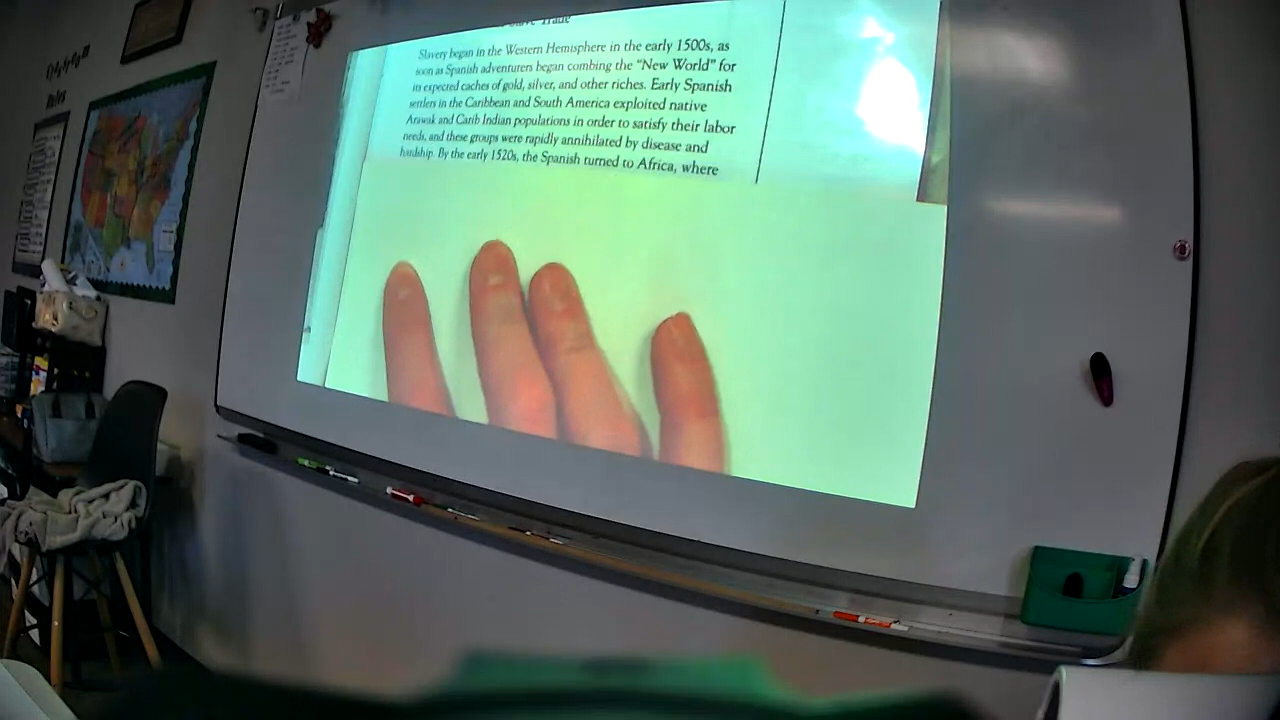 Slave Trade
Slavery began in the Western Hemisphere in the early 1500s, as
soon as Spanish adventurers began combing the "New World" for
its expected caches of gold, silver, and other riches. Early Spanish
settlers in the Caribbean and South America exploited native
Arawak and Carib Indian populations in order to satisfy their labor
needs, and these groups were rapidly annihilated by disease and
hardship. By the early 1520s, the Spanish turned to Africa, where
Rules